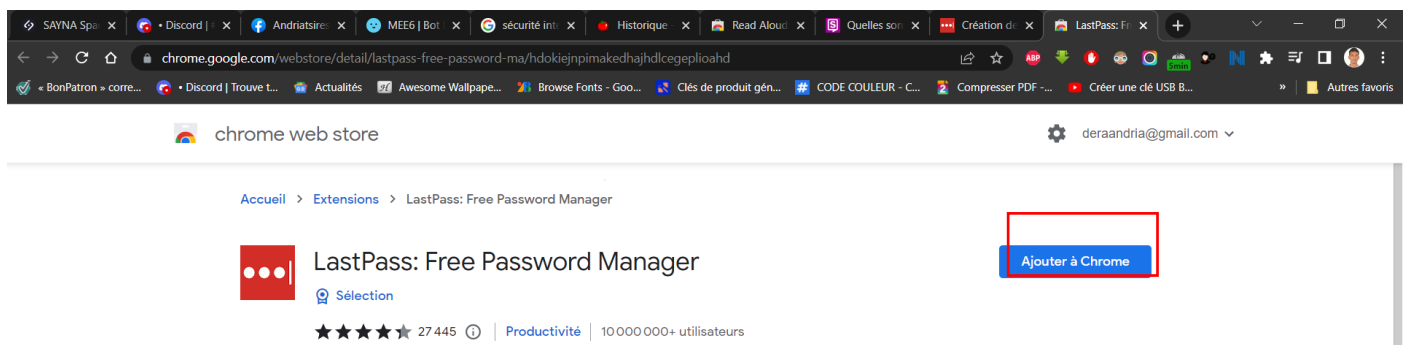 SAYNA Spa
• Discord | #
Andriatsires
MEE6 | Bot
sécurité inte
Historique
Read Aloud
Quelles son
Création de
LastPass: Fr
chrome.google.com/webstore/detail/lastpass-free-password-ma/hdokiejnpimakedhajhdlcegeplioahd
ABP
5min
« BonPatron » corre...
• Discord | Trouve t...
Actualités
Awesome Wallpape...
Browse Fonts - Goo...
Clés de produit gén...
CODE COULEUR - C...
Compresser PDF -...
Créer une clé USB B...
»
Autres favoris
chrome web store
deraandria@gmail.com
Accueil > Extensions > LastPass: Free Password Manager
LastPass: Free Password Manager
Ajouter à Chrome
Sélection
27 445
Productivité
10 000 000+ utilisateurs